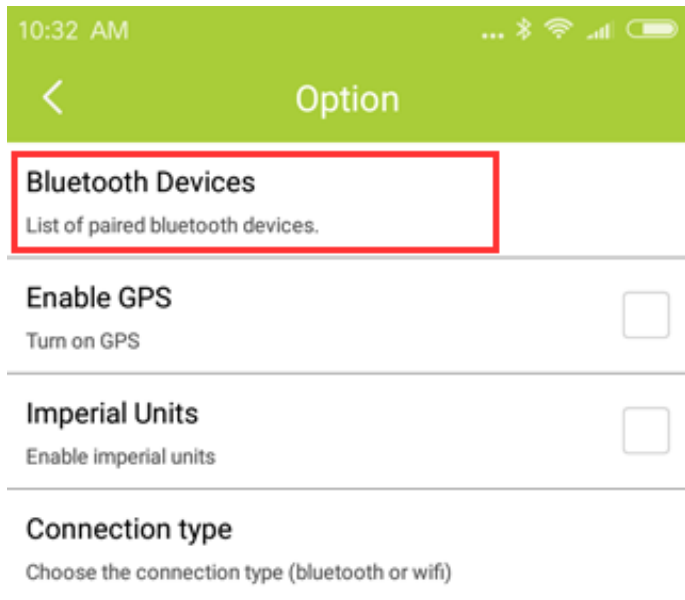 10:32 AM
...
Option
Bluetooth Devices
List of paired bluetooth devices.
Enable GPS
Turn on GPS
Imperial Units
Enable imperial units
Connection type
Choose the connection type (bluetooth or wifi)